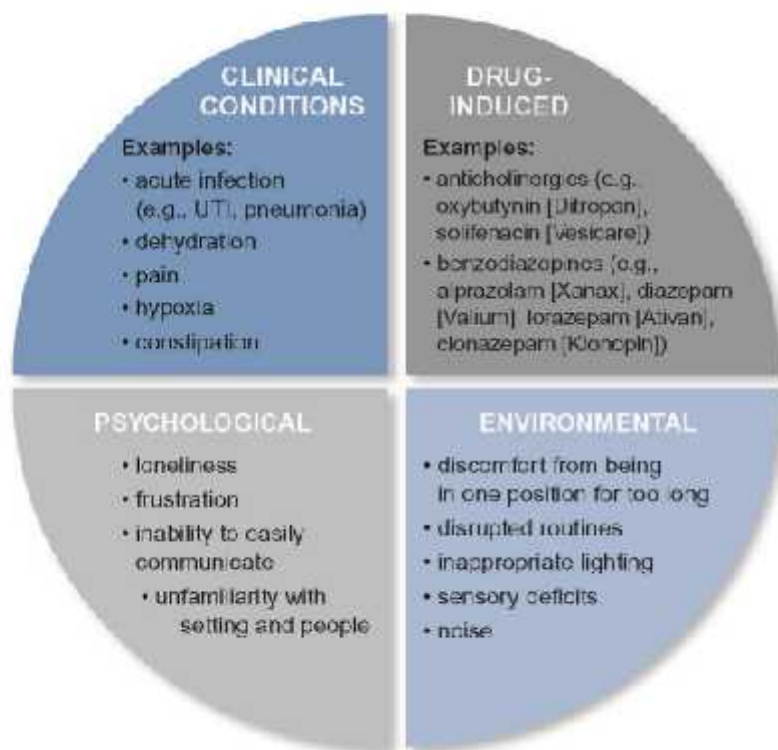 CLINICAL
CONDITIONS
Examples:
• acute infection
(e.g., UTI, pneumonia)
• dehydration
• pain
• hypoxia
• constipation
DRUG-
INDUCED
Examples:
• anticholinergics (e.g.,
oxybutynin [Ditropan],
solifenacin [Vesicare])
• benzodiazepines (e.g.,
alprazolam [Xanax], diazepam
[Valium] lorazepam [Ativan],
clonazepam [Klonopin])
PSYCHOLOGICAL
• loneliness
• frustration
• inability to easily
communicate
• unfamiliarity with
setting and people
ENVIRONMENTAL
• discomfort from being
in one position for too long
• disrupted routines
• inappropriate lighting
• sensory deficits
• noise